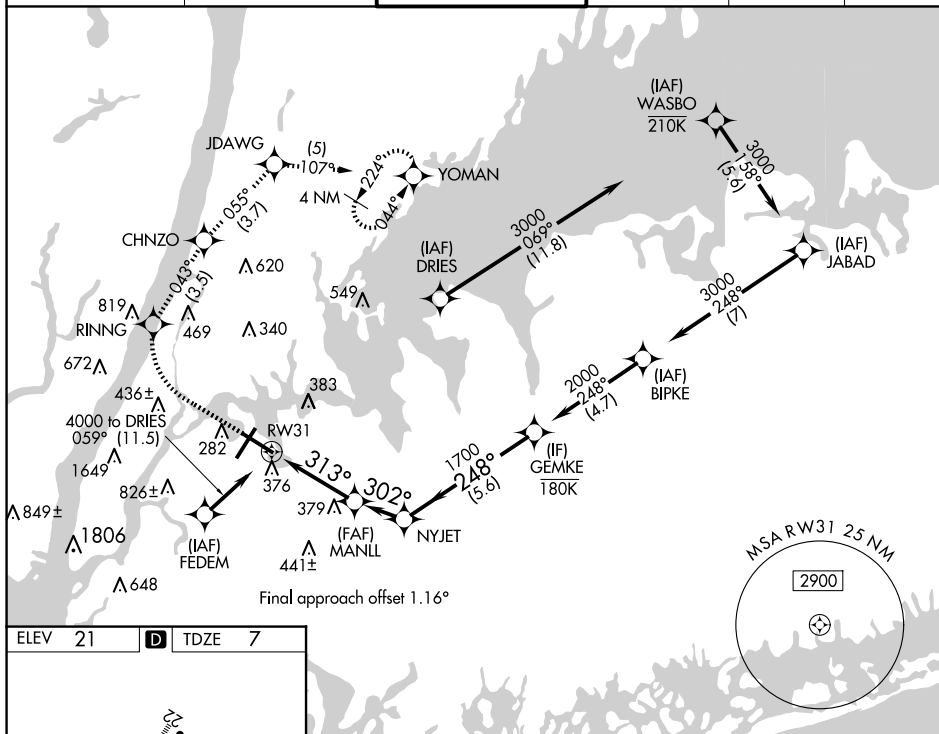 (IAF)
WASBO
210K
3000
158°
(5.6)
JDAWG
(5)
107°
224°
044°
4 NM
YOMAN
055°
(3.7)
CHNZO
043°
(3.5)
3000
069°
(11.8)
(IAF)
DRIES
(IAF)
JABAD
620
549
3000
248°
(7)
819
RINNG
469
340
2000
248°
(4.7)
(IAF)
BIPKE
672
436±
383
4000 to DRIES
059° (11.5)
282
RW31
1700
248°
(5.6)
(IF)
GEMKE
180K
1649
376
313°
302°
826±
379
849±
1806
(IAF)
FEDEM
(FAF)
MANLL
NYJET
441±
648
Final approach offset 1.16°
MSA RW31 25 NM
2900
ELEV 21 D TDZE 7
22